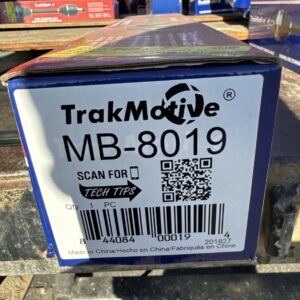 TrakMotive®
MB-8019
SCAN FOR
TECH TIPS
Qty. 1 PC
8 44084 00019 4
201827
Made in China/Hecho en China/Fabriqués en Chine